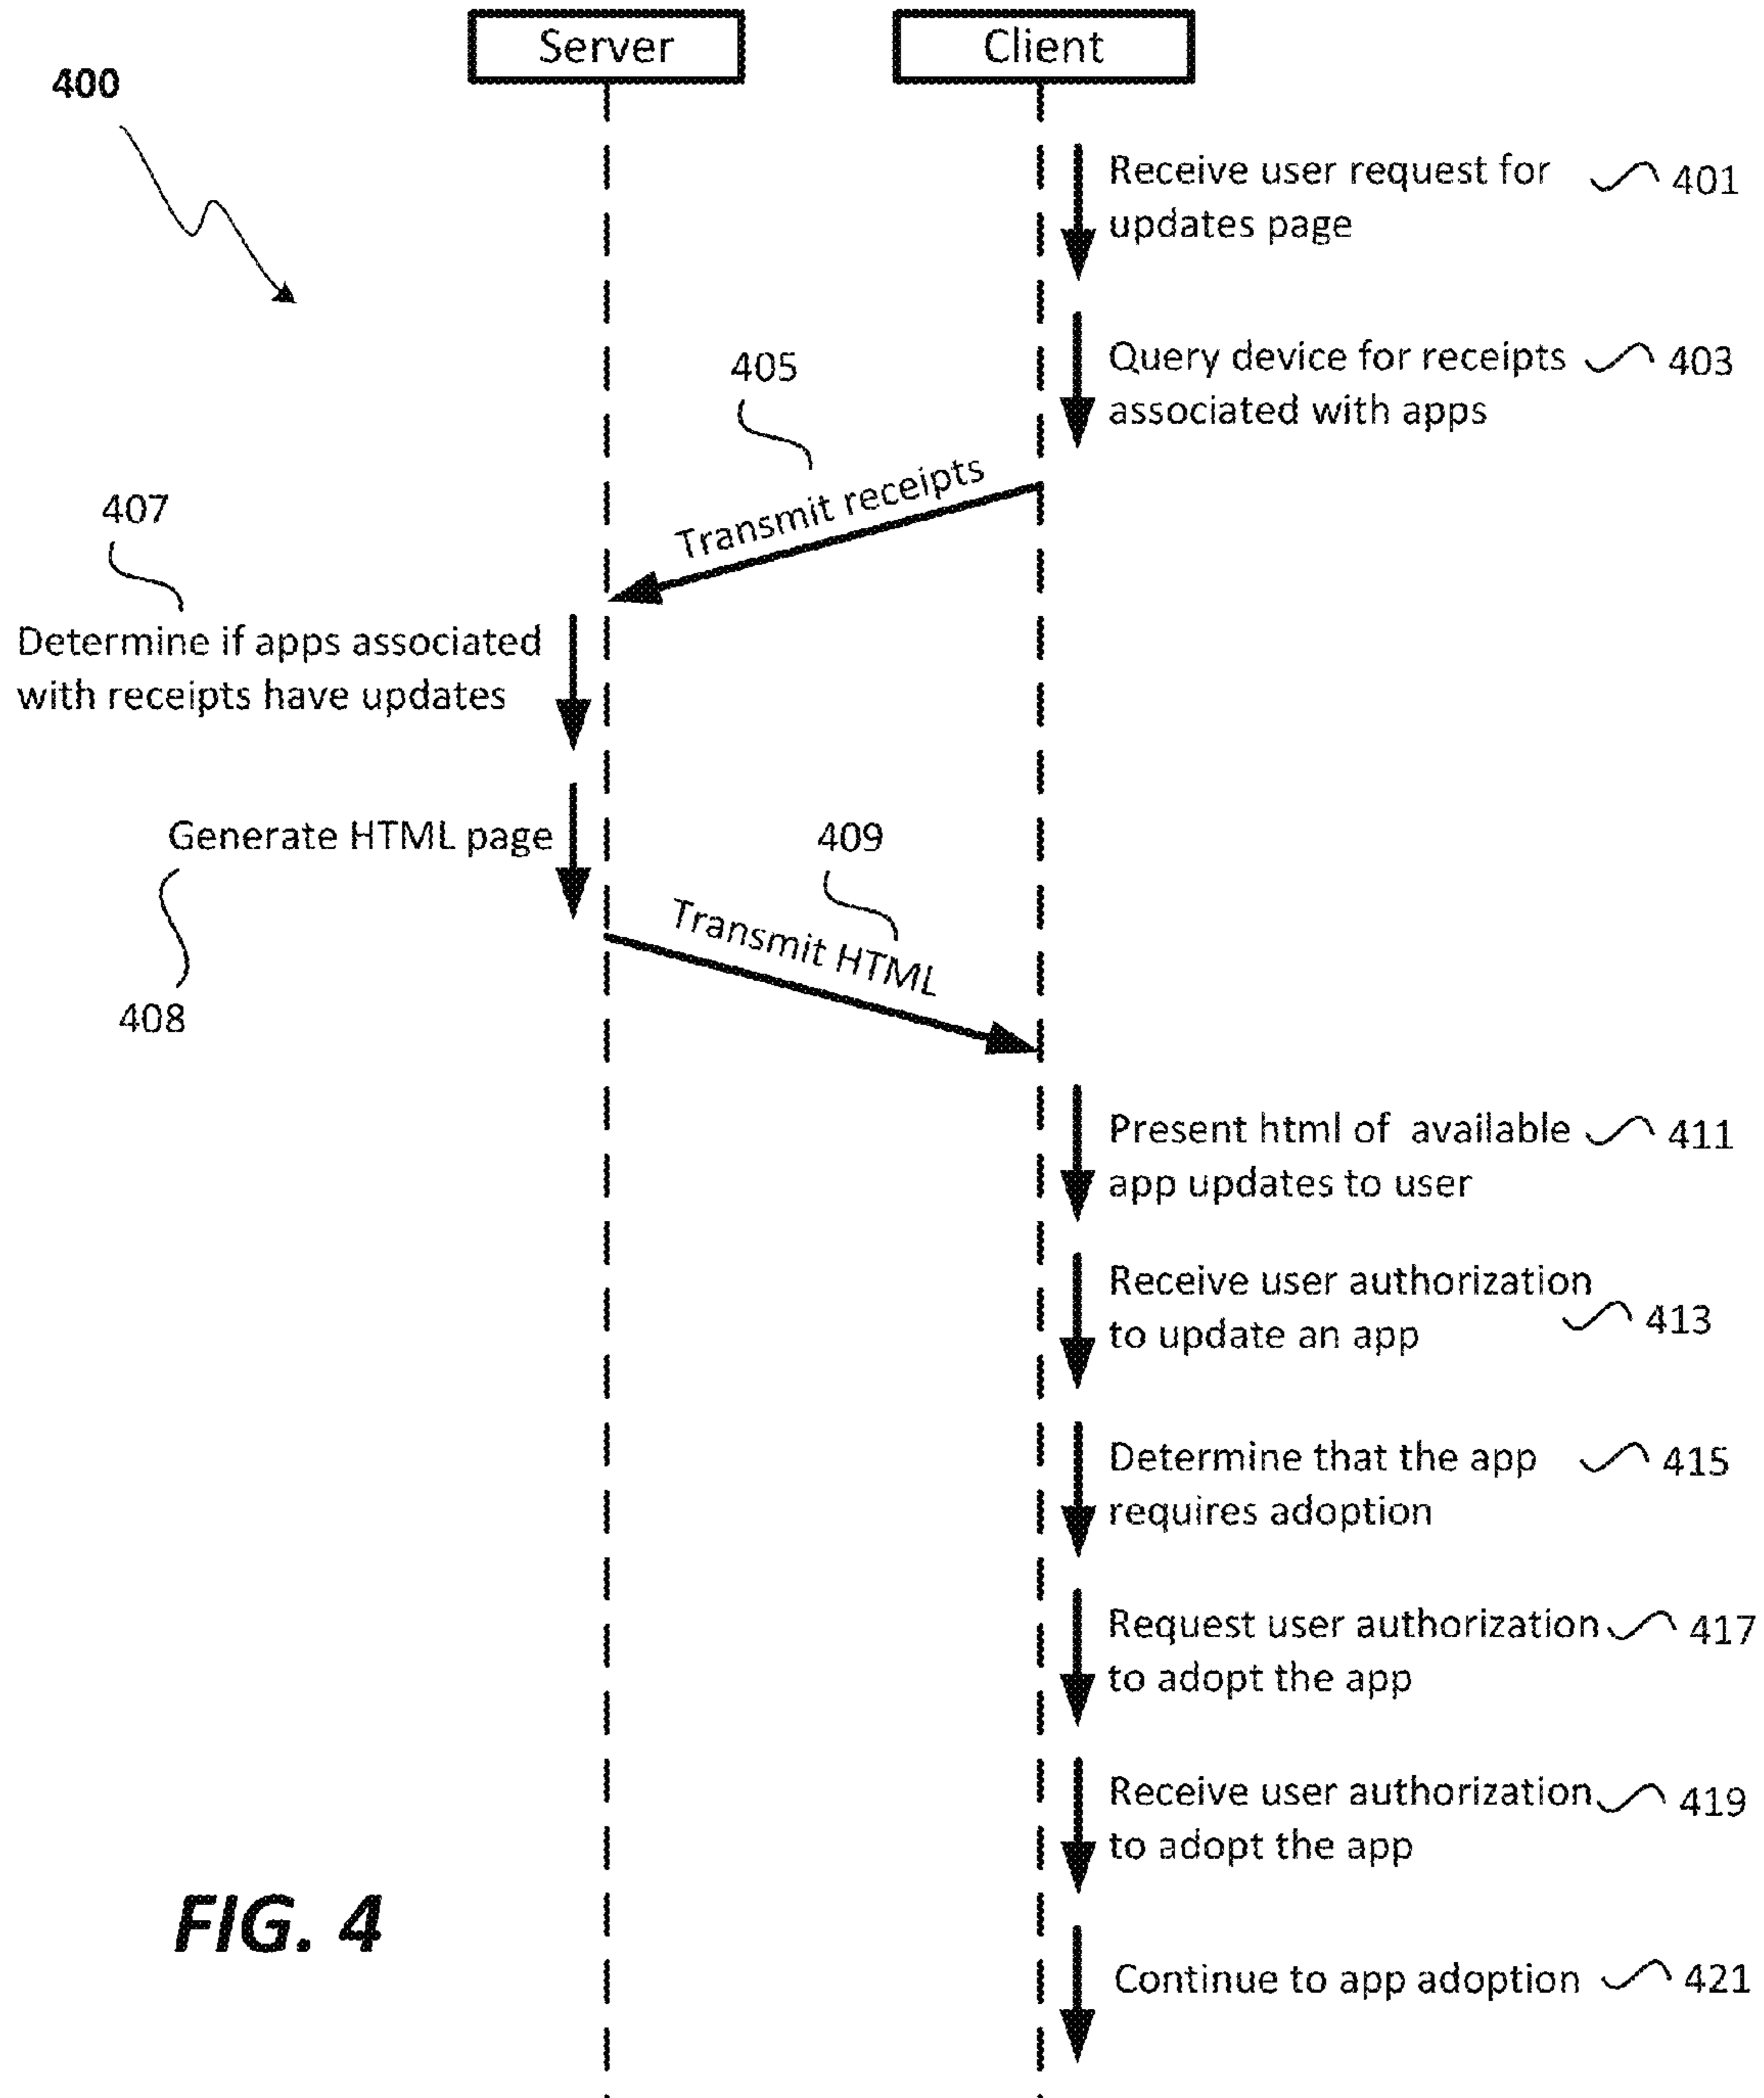 Server
Client
400
Receive user request for
updates page
401
Query device for receipts
associated with apps
403
405
Transmit receipts
407
Determine if apps associated
with receipts have updates
Generate HTML page
408
409
Transmit HTML
Present html of available
app updates to user
411
Receive user authorization
to update an app
413
Determine that the app
requires adoption
415
Request user authorization
to adopt the app
417
Receive user authorization
to adopt the app
419
Continue to app adoption
421
FIG. 4